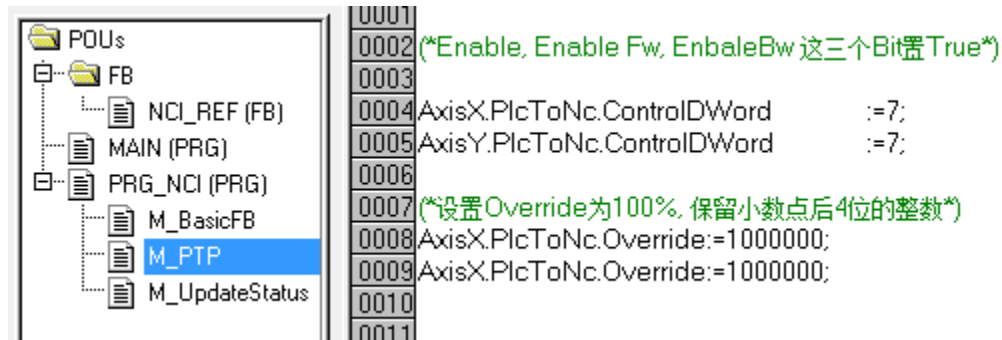 POUs
FB
NCI_REF (FB)
MAIN (PRG)
PRG_NCI (PRG)
M_BasicFB
M_PTP
M_UpdateStatus
0001
0002 (*Enable, Enable Fw, EnbaleBw 这三个Bit置True*)
0003
0004 AxisX.PlcToNc.ControlDWord :=7;
0005 AxisY.PlcToNc.ControlDWord :=7;
0006
0007 (*设置Override为100%, 保留小数点后4位的整数*)
0008 AxisX.PlcToNc.Override:=1000000;
0009 AxisX.PlcToNc.Override:=1000000;
0010
0011